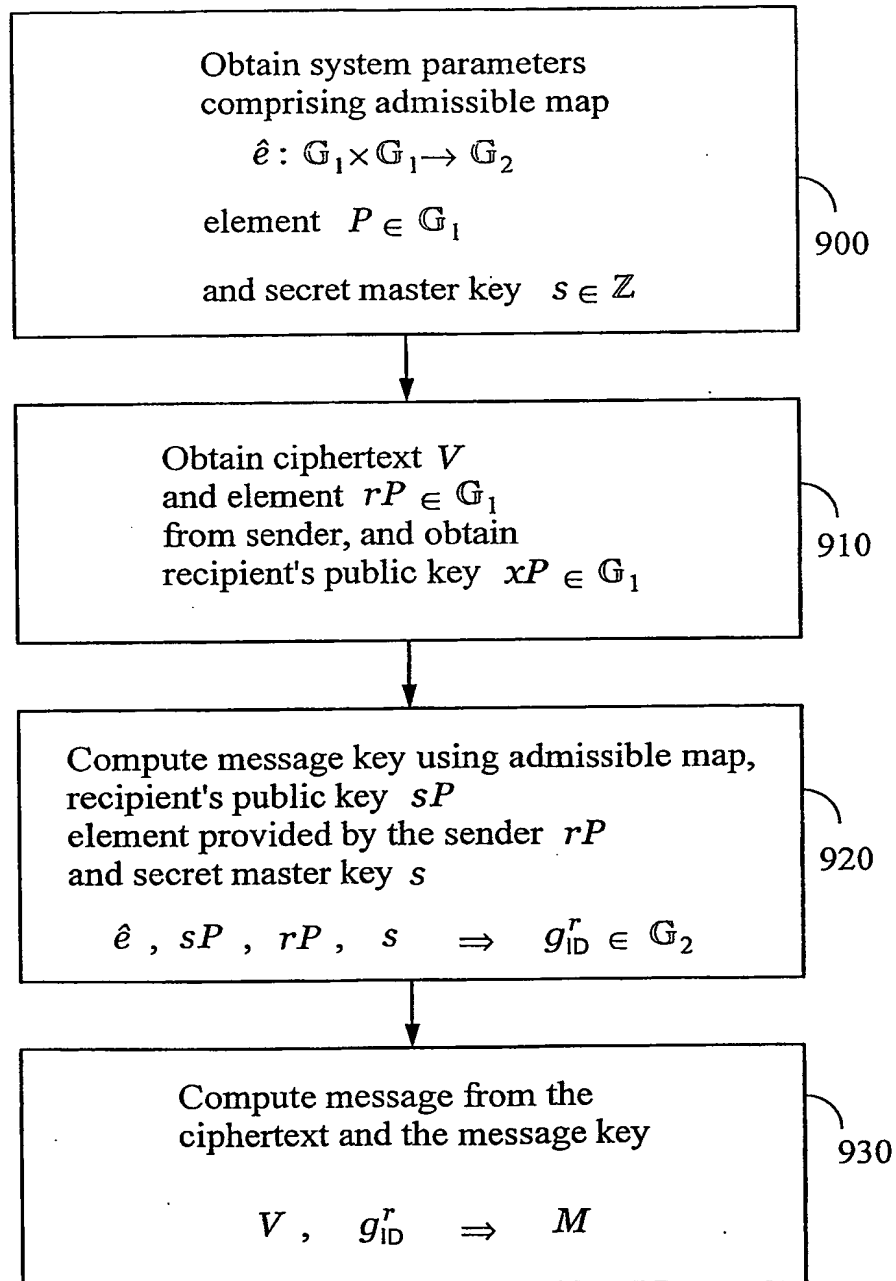 Obtain system parameters
comprising admissible map
ê : 𝔾₁×𝔾₁→ 𝔾₂
element P ∈ 𝔾₁
and secret master key s ∈ ℤ
900
Obtain ciphertext V
and element rP ∈ 𝔾₁
from sender, and obtain
recipient's public key xP ∈ 𝔾₁
910
Compute message key using admissible map,
recipient's public key sP
element provided by the sender rP
and secret master key s
ê , sP , rP , s ⇒ g_ID^r ∈ 𝔾₂
920
Compute message from the
ciphertext and the message key
V , g_ID^r ⇒ M
930